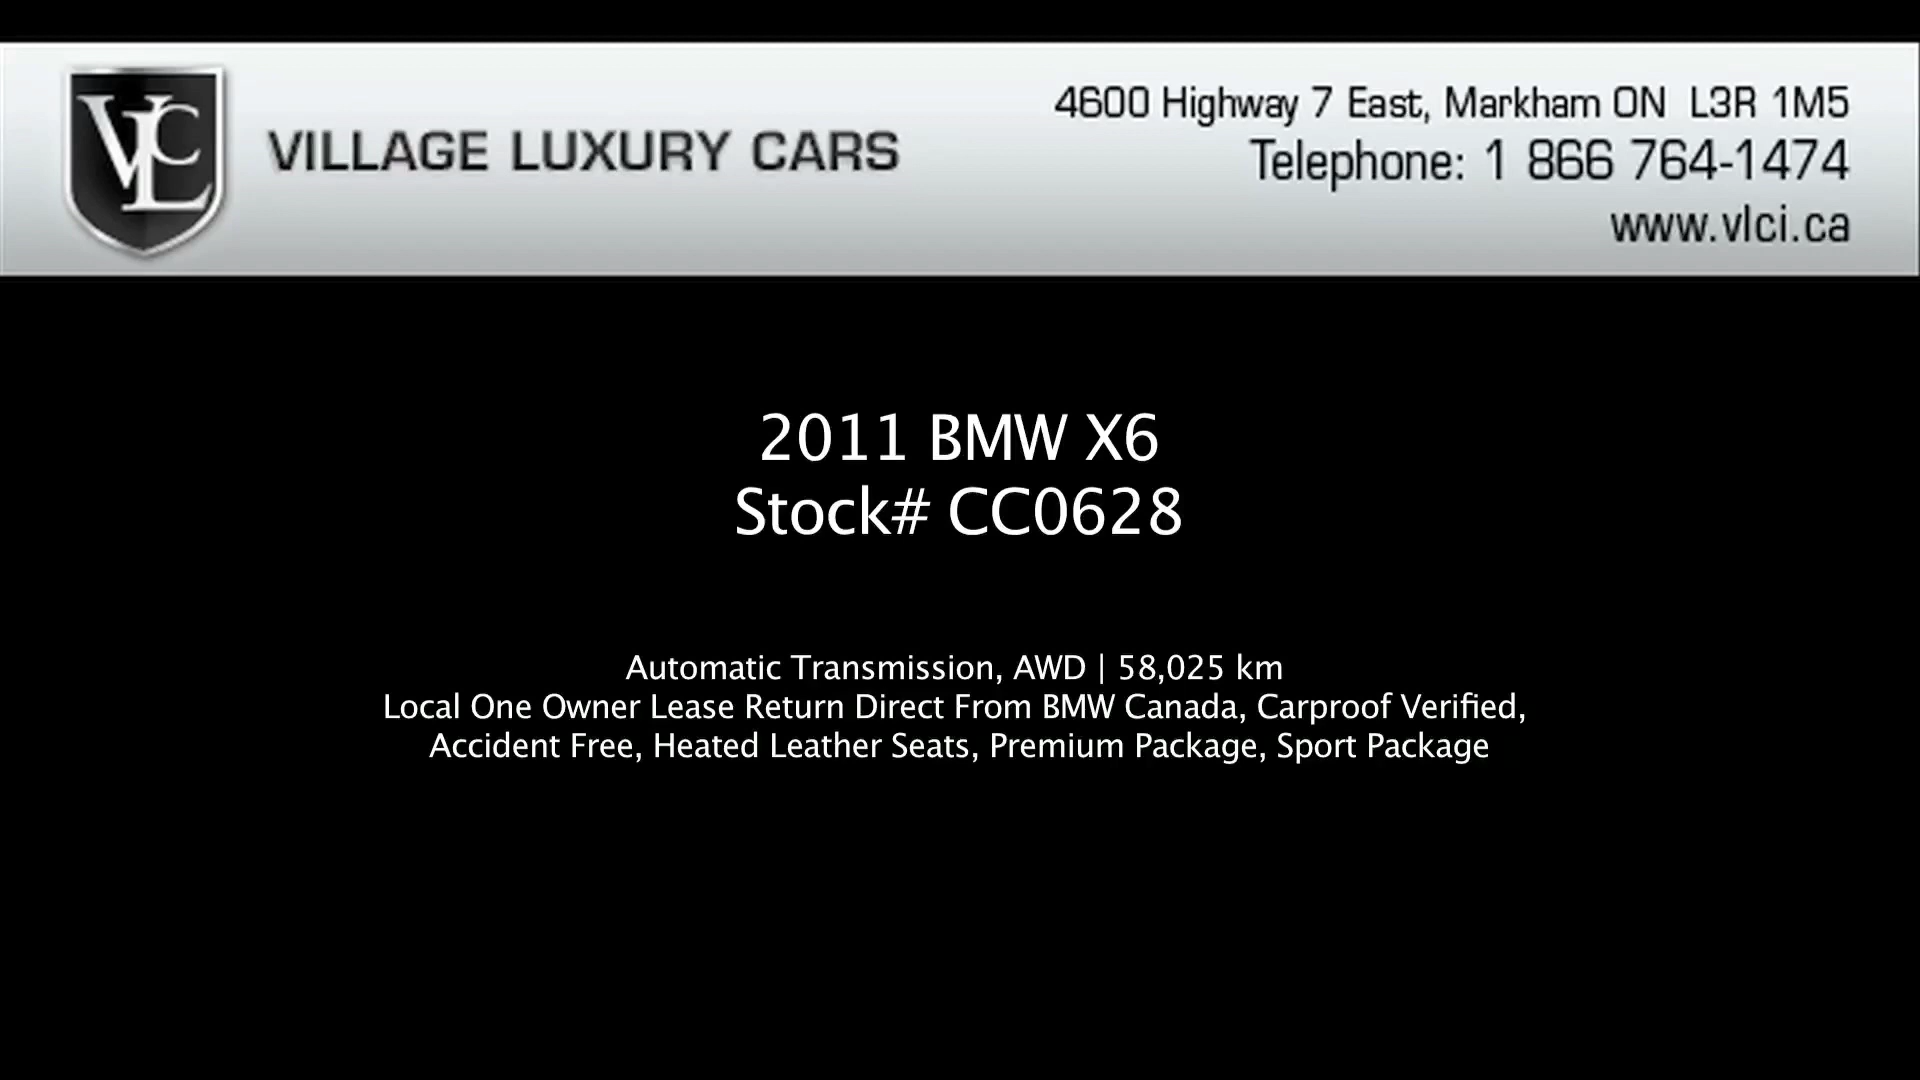 VLC
VILLAGE LUXURY CARS
4600 Highway 7 East, Markham ON L3R 1M5
Telephone: 1 866 764-1474
www.vlci.ca
2011 BMW X6
Stock# CC0628
Automatic Transmission, AWD | 58,025 km
Local One Owner Lease Return Direct From BMW Canada, Carproof Verified,
Accident Free, Heated Leather Seats, Premium Package, Sport Package